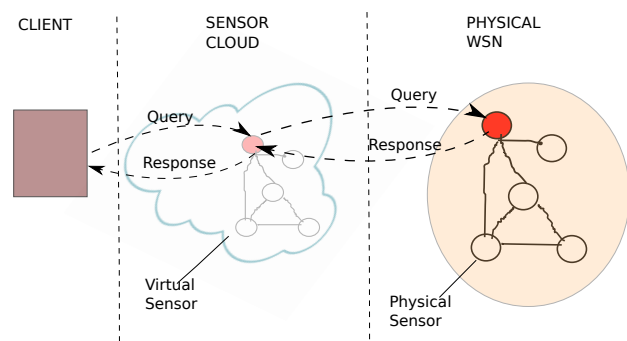 CLIENT
SENSOR
CLOUD
PHYSICAL
WSN
Query
Response
Query
Response
Virtual
Sensor
Physical
Sensor